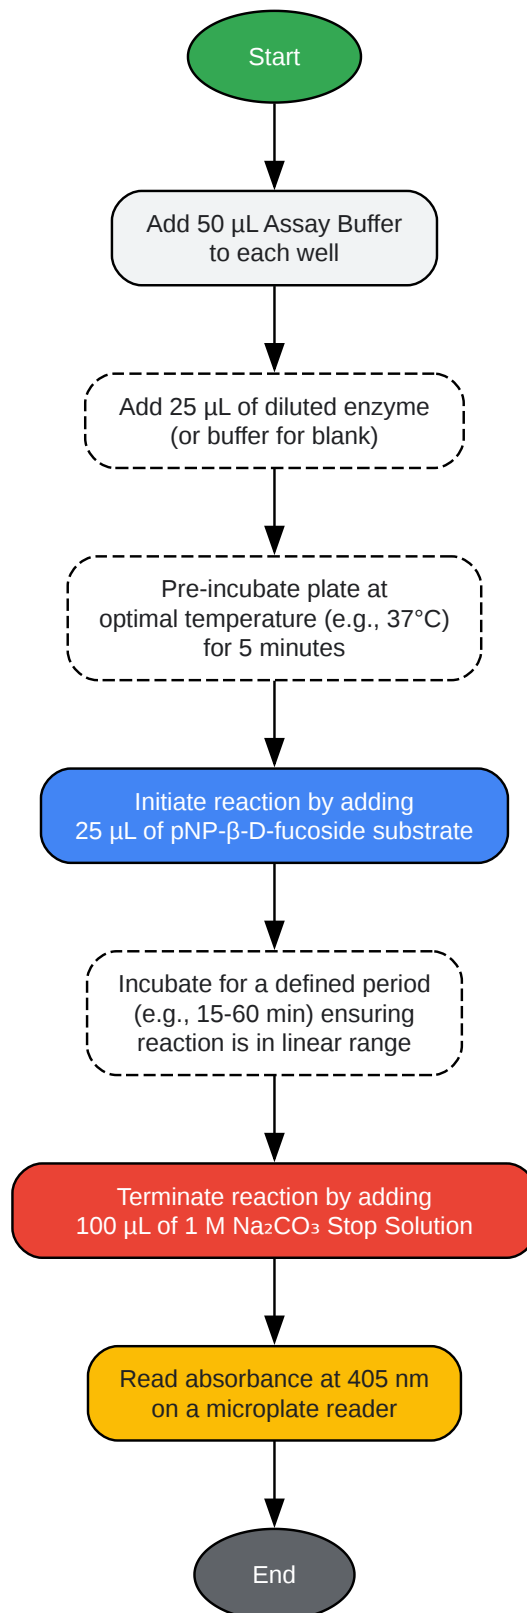 Start
Add 50 µL Assay Buffer
to each well
Add 25 µL of diluted enzyme
(or buffer for blank)
Pre-incubate plate at
optimal temperature (e.g., 37°C)
for 5 minutes
Initiate reaction by adding
25 µL of pNP-β-D-fucoside substrate
Incubate for a defined period
(e.g., 15-60 min) ensuring
reaction is in linear range
Terminate reaction by adding
100 µL of 1 M Na₂CO₃ Stop Solution
Read absorbance at 405 nm
on a microplate reader
End